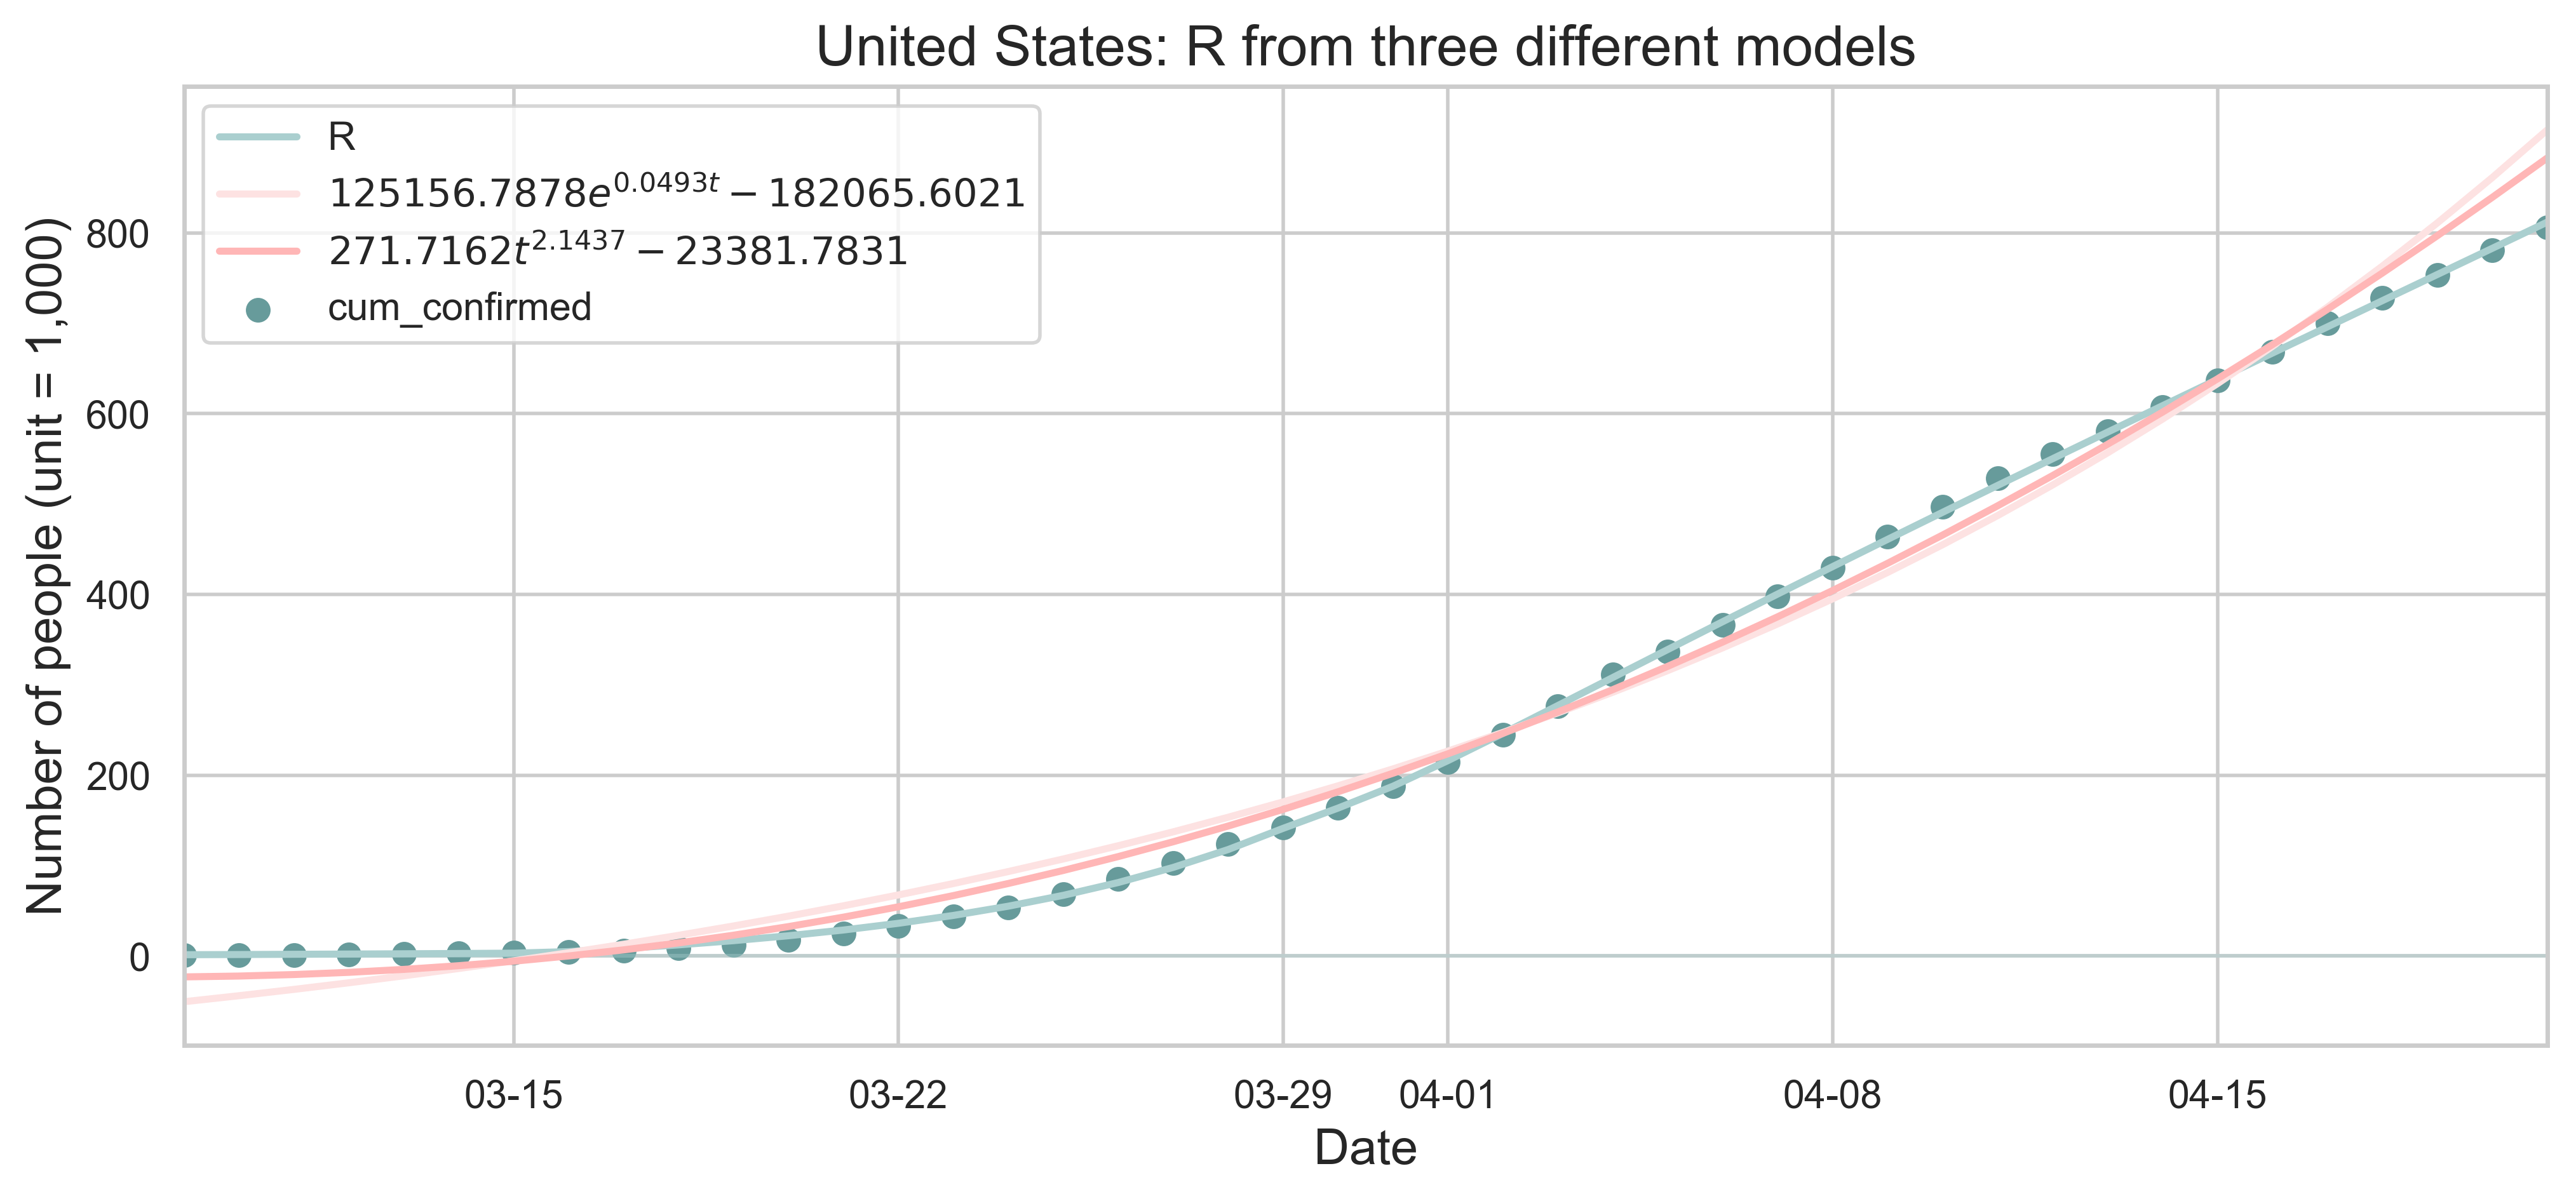 United States: R from three different models
R
125156.7878e^{0.0493t} − 182065.6021
271.7162t^{2.1437} − 23381.7831
cum_confirmed
Number of people (unit = 1,000)
800
600
400
200
0
03-15 03-22 03-29 04-01 04-08 04-15
Date